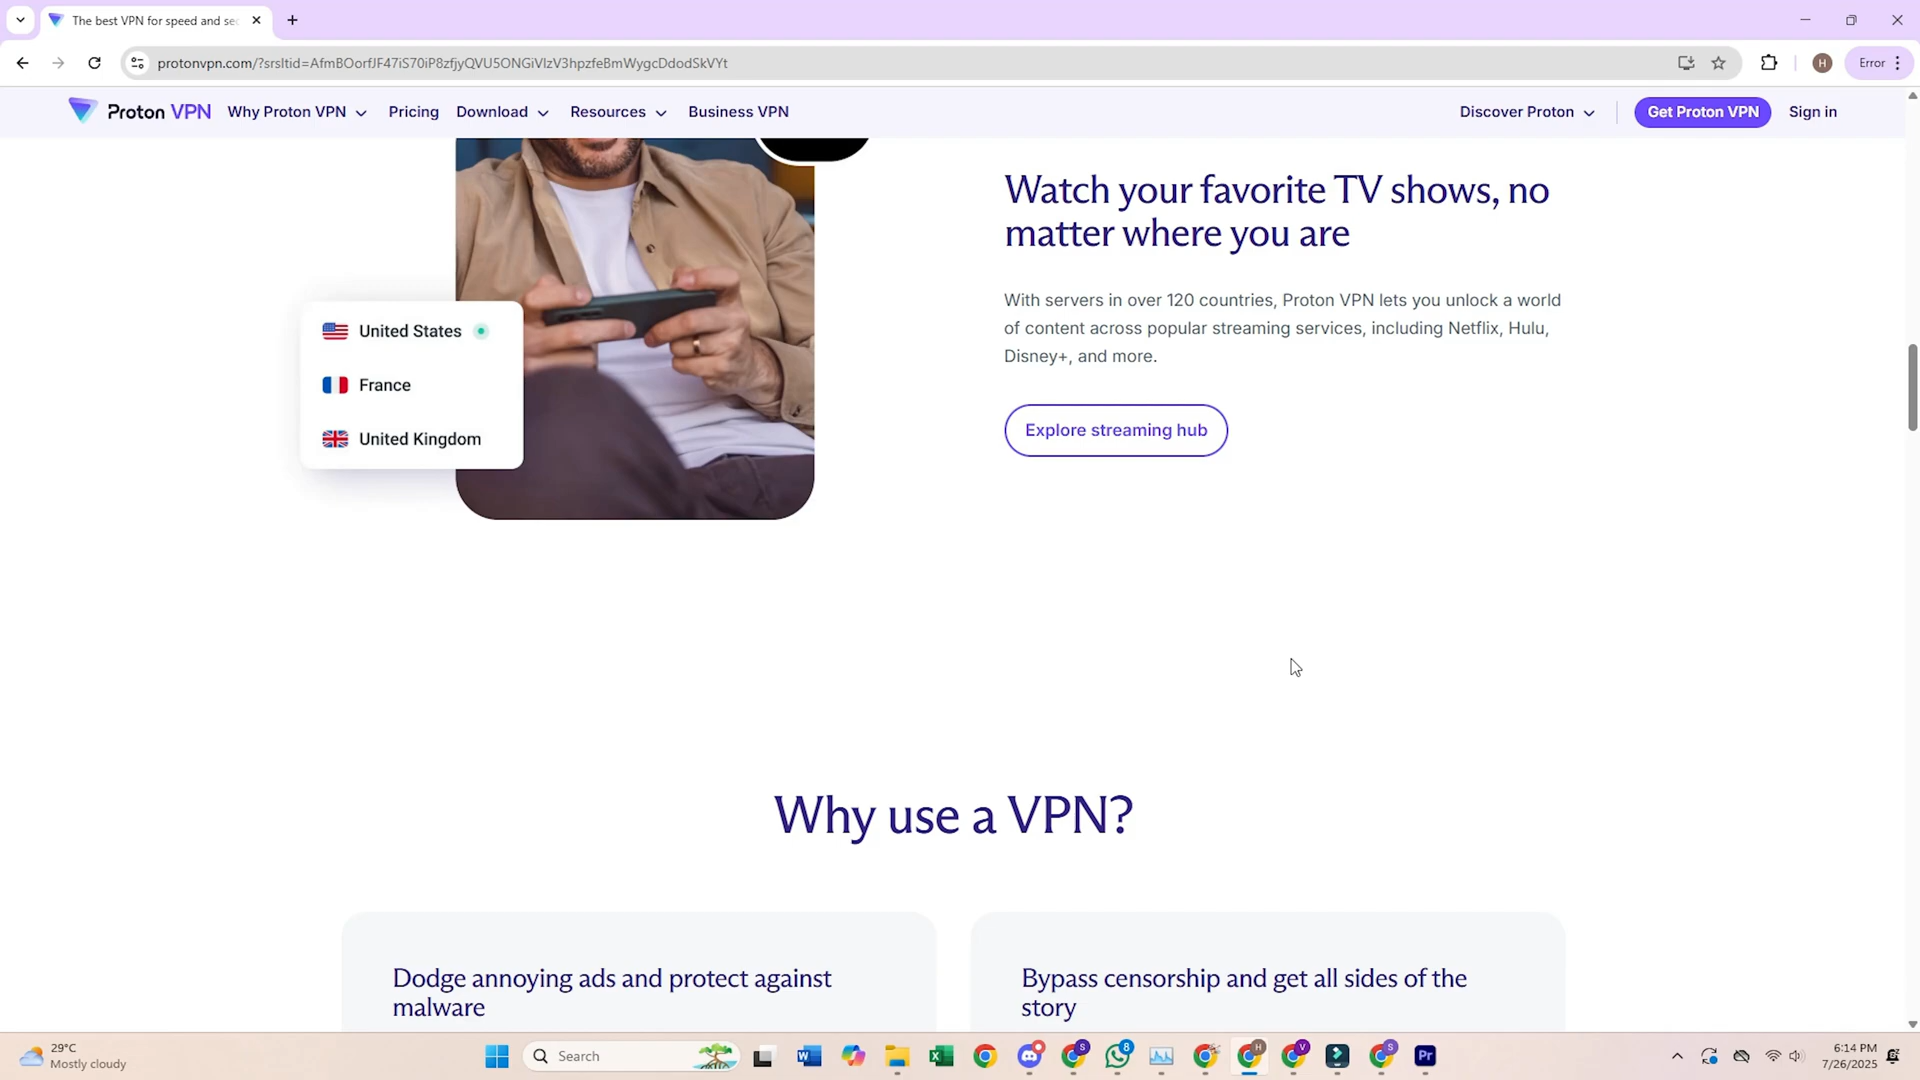 The best VPN for speed and sec
protonvpn.com/?srsltid=AfmBOorfJF47iS70iP8zfjyQVU5ONGiVlzV3hpzfeBmWygcDdodSkVYt
H
Error
Proton VPN
Why Proton VPN
Pricing
Download
Resources
Business VPN
Discover Proton
Get Proton VPN
Sign in
Watch your favorite TV shows, no
matter where you are
With servers in over 120 countries, Proton VPN lets you unlock a world
of content across popular streaming services, including Netflix, Hulu,
Disney+, and more.
Explore streaming hub
United States
France
United Kingdom
Why use a VPN?
Dodge annoying ads and protect against
malware
Bypass censorship and get all sides of the
story
29°C
Mostly cloudy
Search
S
8
H
V
S
Pr
6:14 PM
7/26/2025